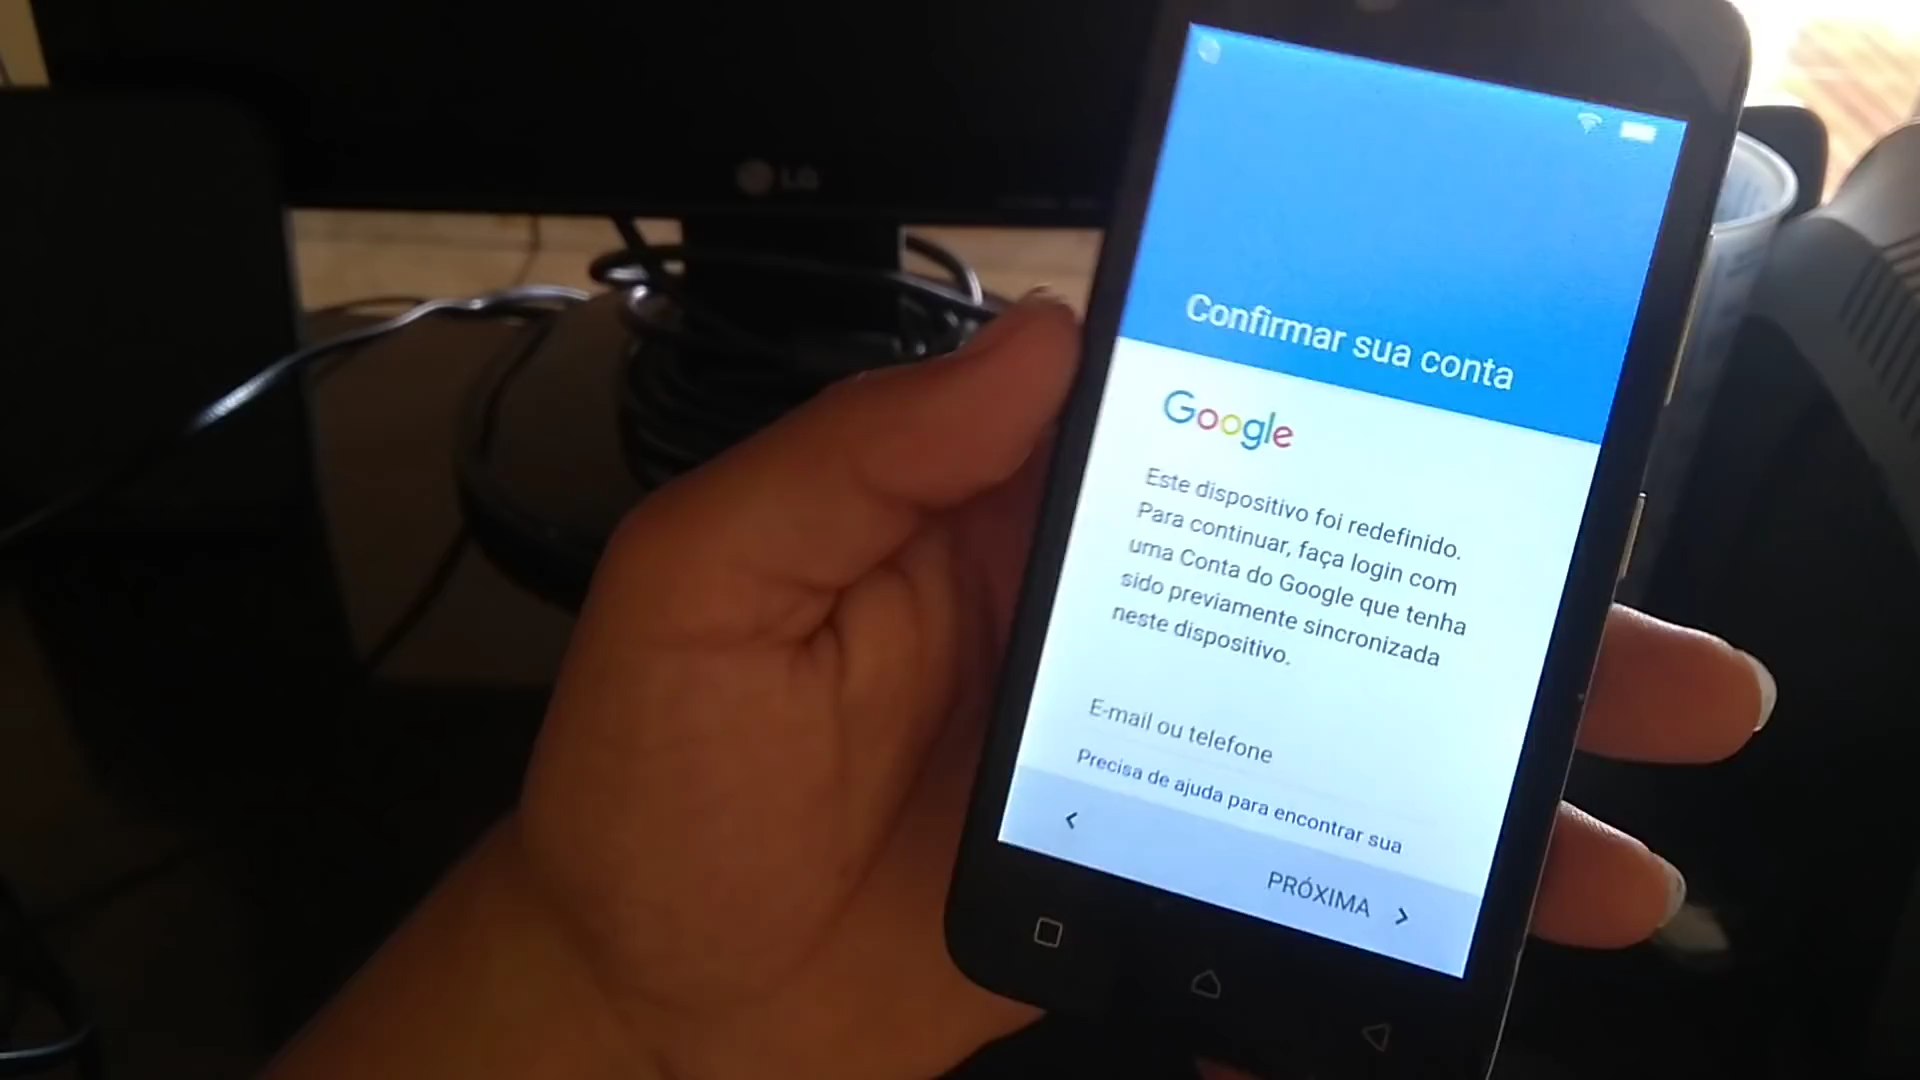 LG
Confirmar sua conta
Google
Este dispositivo foi redefinido.
Para continuar, faça login com
uma Conta do Google que tenha
sido previamente sincronizada
neste dispositivo.
E-mail ou telefone
Precisa de ajuda para encontrar sua
PRÓXIMA